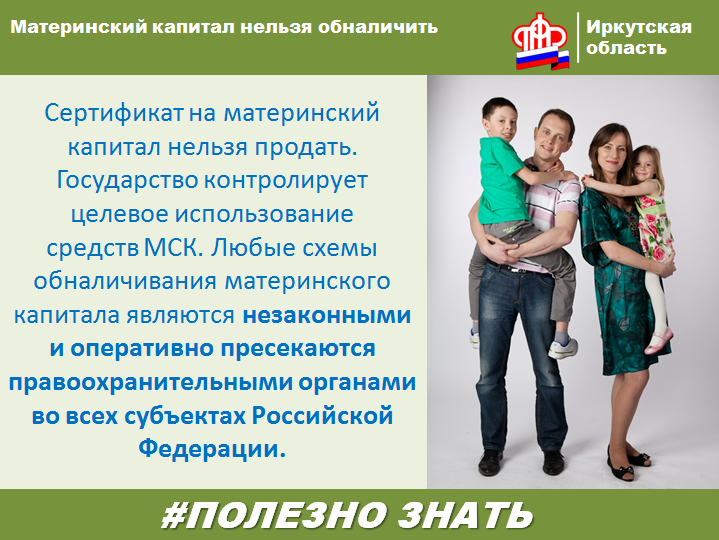 Материнский капитал нельзя обналичить
Иркутская
область
Сертификат на материнский
капитал нельзя продать.
Государство контролирует
целевое использование
средств МСК. Любые схемы
обналичивания материнского
капитала являются незаконными
и оперативно пресекаются
правоохранительными органами
во всех субъектах Российской
Федерации.
#ПОЛЕЗНО ЗНАТЬ